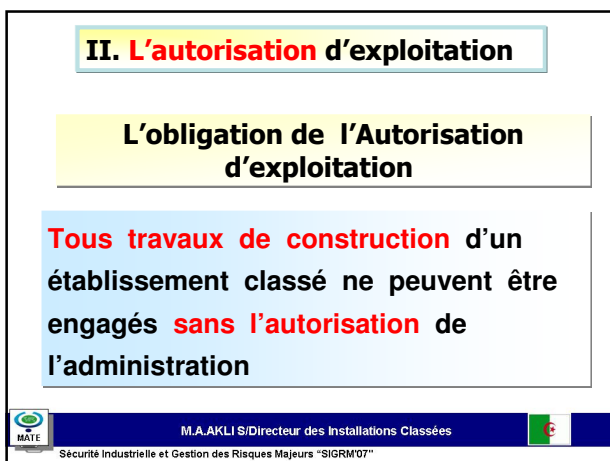 II. L’autorisation d’exploitation
L’obligation de l’Autorisation
d’exploitation
Tous travaux de construction d’un
établissement classé ne peuvent être
engagés sans l’autorisation de
l’administration
MATE
M.A.AKLI S/Directeur des Installations Classées
Sécurité Industrielle et Gestion des Risques Majeurs “SIGRM'07”